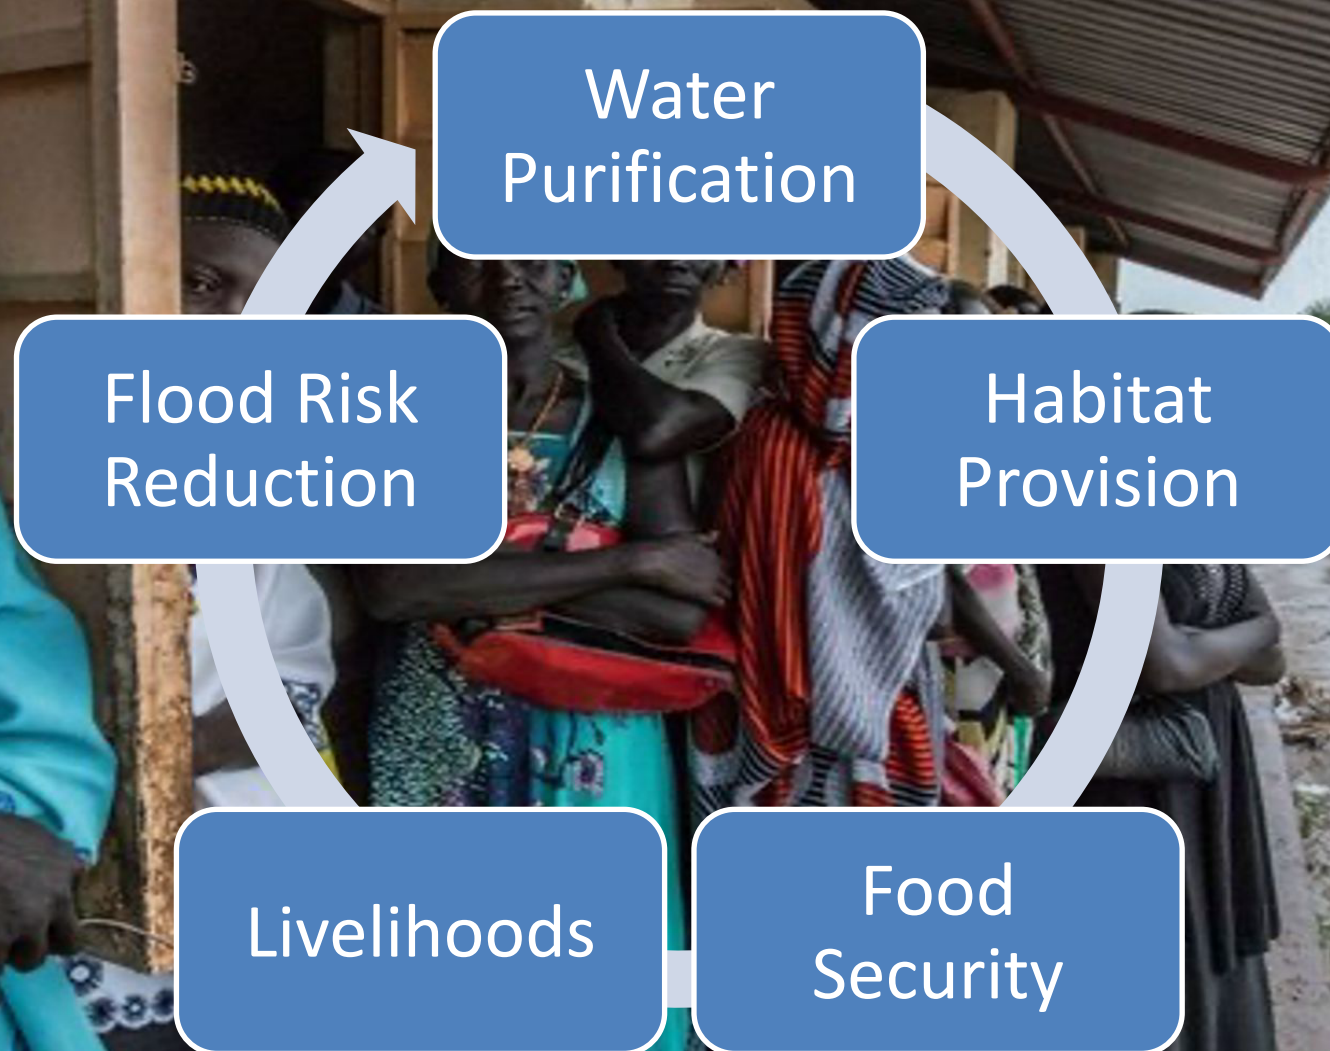 Water
Purification
Habitat
Provision
Food
Security
Livelihoods
Flood Risk
Reduction